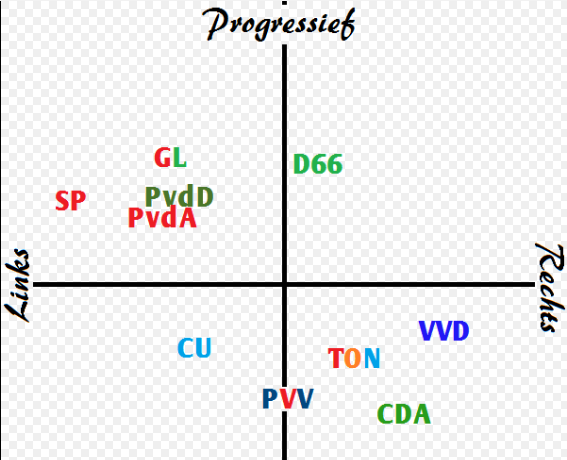 Progressief
GL
D66
SP
PvdD
PvdA
Links
Rechts
VVD
CU
TON
PVV
CDA